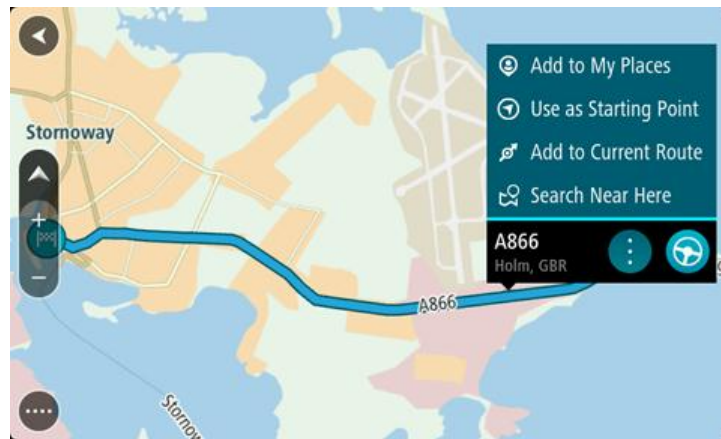 Add to My Places
Use as Starting Point
Stornoway
Add to Current Route
Search Near Here
+
A866
Holm, GBR
−
A866
Stornow